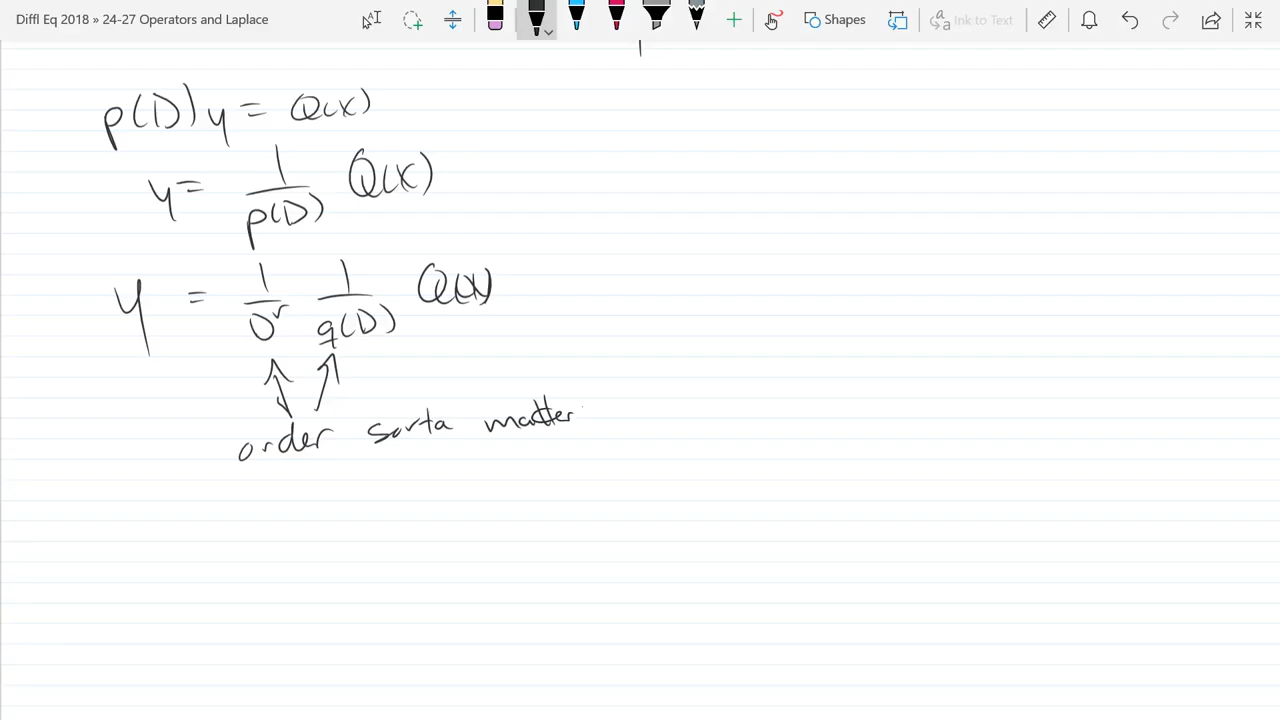 Diffl Eq 2018 » 24-27 Operators and Laplace
Shapes
Ink to Text
p(D) y = Q(x)
y = 1/p(D) Q(x)
y = 1/D^r 1/q(D) Q(x)
order sorta matter